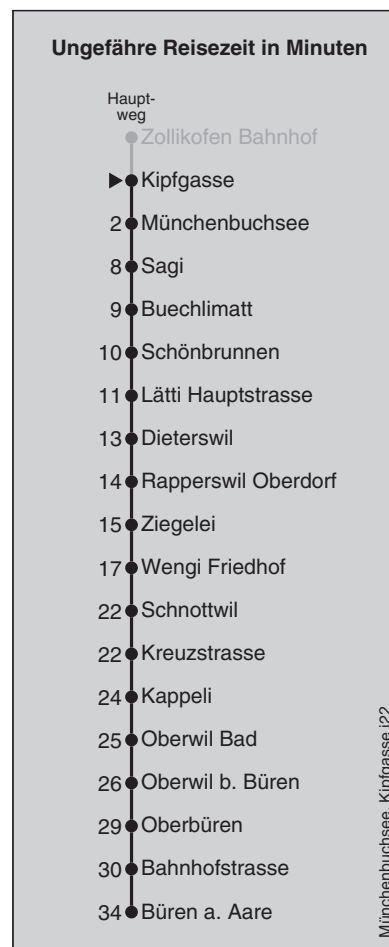 Ungefähre Reisezeit in Minuten
Haupt-
weg
Zollikofen Bahnhof
Kipfgasse
2 Münchenbuchsee
8 Sagi
9 Buechlimatt
10 Schönbrunnen
11 Lätti Hauptstrasse
13 Dieterswil
14 Rapperswil Oberdorf
15 Ziegelei
17 Wengi Friedhof
22 Schnottwil
22 Kreuzstrasse
24 Kappeli
25 Oberwil Bad
26 Oberwil b. Büren
29 Oberbüren
30 Bahnhofstrasse
34 Büren a. Aare
Münchenbuchsee, Kipfgasse j22